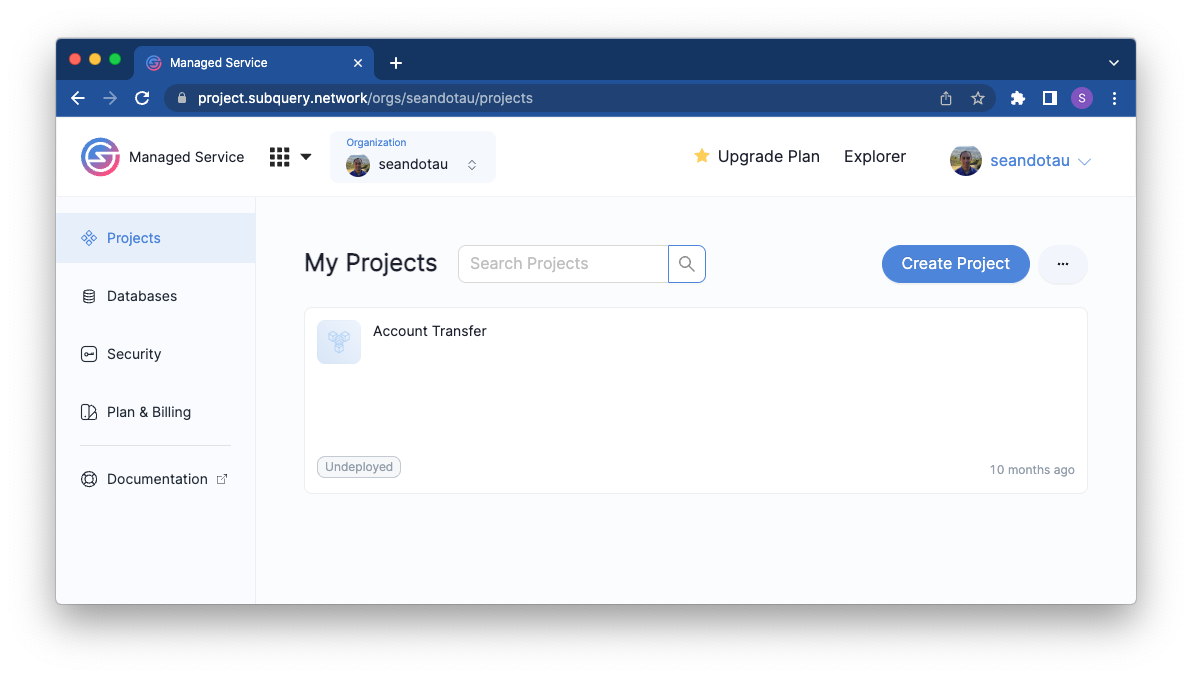 Managed Service
project.subquery.network/orgs/seandotau/projects
S
Managed Service
Organization
seandotau
Upgrade Plan
Explorer
seandotau
Projects
Databases
Security
Plan & Billing
Documentation
My Projects
Search Projects
Create Project
...
Account Transfer
Undeployed
10 months ago